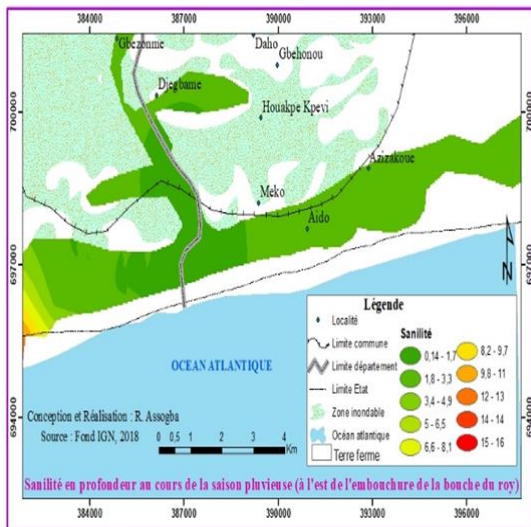 384000 387000 390000 393000 396000
Gbezonme
Daho
Gbehonou
Djegbame
Houakpe Kpevi
Azizakoue
Meko
Aido
700000
697000
694000
700000
697000
694000
N
OCEAN ATLANTIQUE
Légende
Localité
Limite commune
Limite département
Limite Etat
Zone inondable
Océan atlantique
Terre ferme
Sanilité
0,14 - 1,7
1,8 - 3,3
3,4 - 4,9
5 - 6,5
6,6 - 8,1
8,2 - 9,7
9,8 - 11
12 - 13
14 - 14
15 - 16
Conception et Réalisation : R. Assogba
Source : Fond IGN, 2018
0 0,5 1 2 3 4
Km
Sanilité en profondeur au cours de la saison pluvieuse (à l'est de l'embouchure de la bouche du roy)
384000 387000 390000 393000 396000